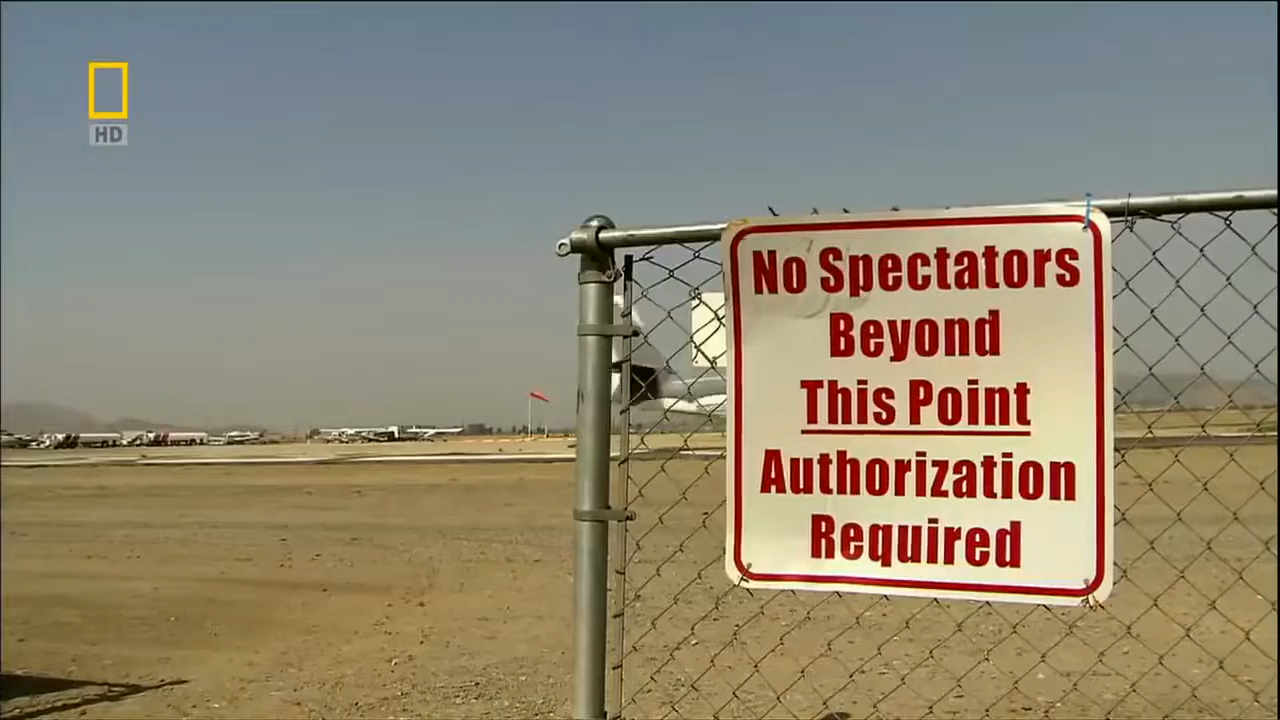 HD
No Spectators
Beyond
This Point
Authorization
Required